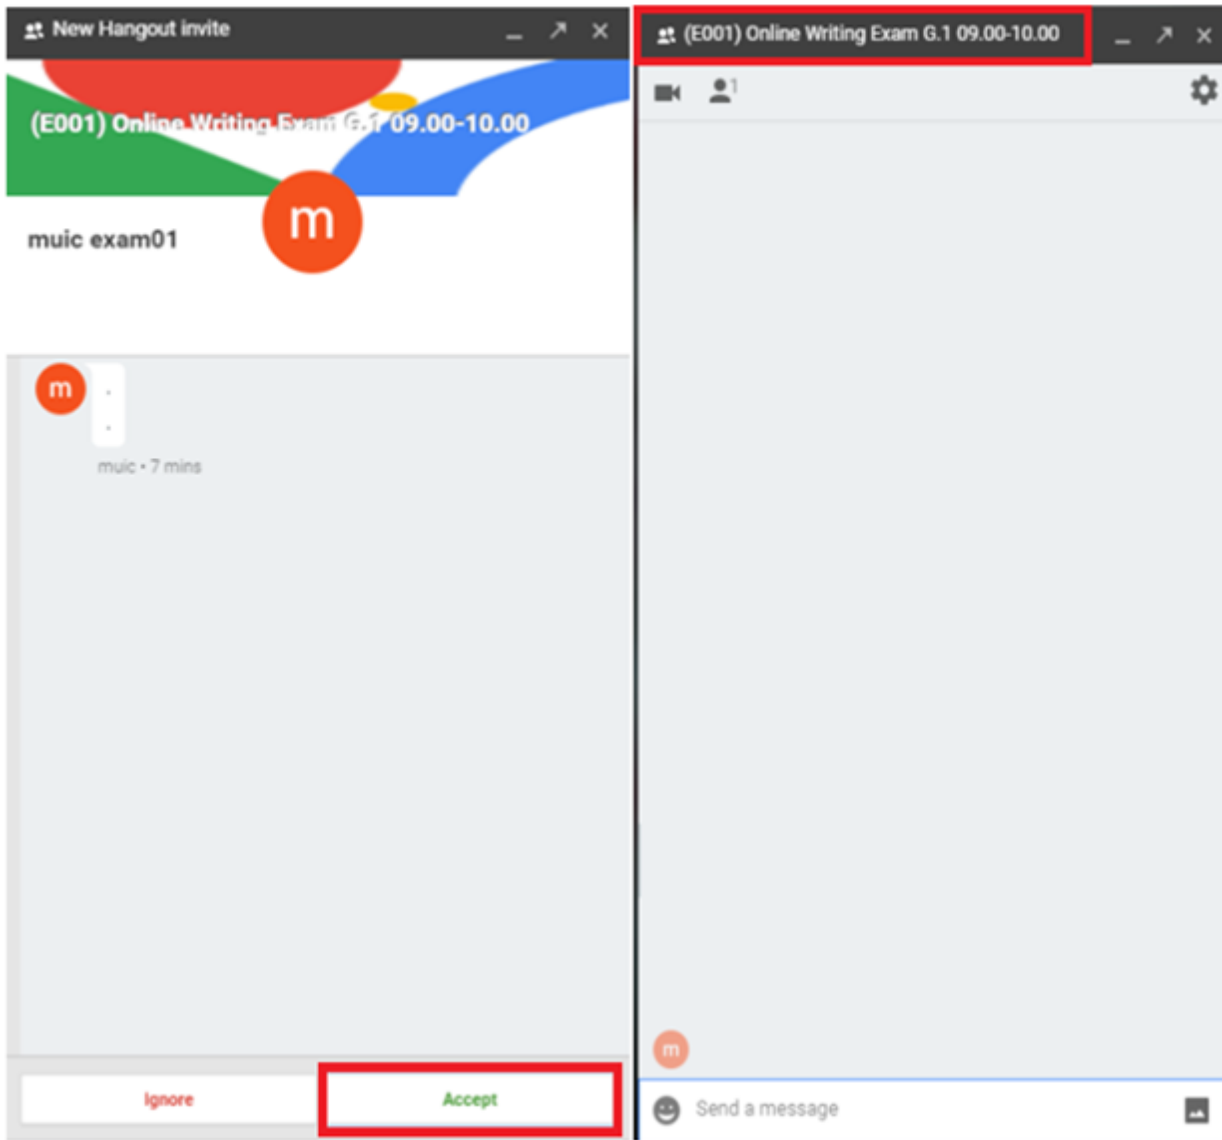 New Hangout invite
(E001) Online Writing Exam G.1 09.00-10.00
m
muic exam01
m
.
.
muic • 7 mins
Ignore
Accept
(E001) Online Writing Exam G.1 09.00-10.00
1
m
Send a message